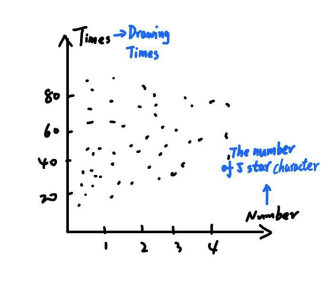 Times → Drawing
Times
80
60
40
20
The number
of 5 star character
Number
1 2 3 4